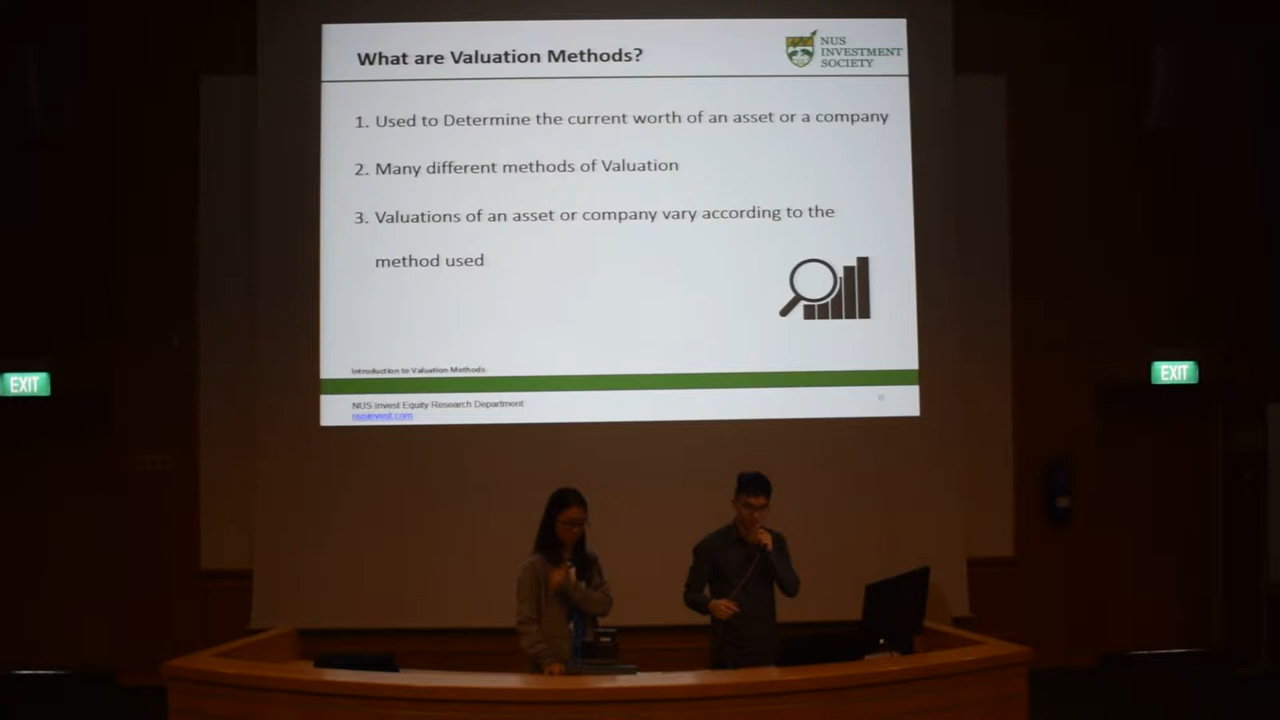 What are Valuation Methods?
NUS
INVESTMENT
SOCIETY
1. Used to Determine the current worth of an asset or a company
2. Many different methods of Valuation
3. Valuations of an asset or company vary according to the
method used
Introduction to Valuation Methods
NUS Invest Equity Research Department
nusinvest.com
EXIT
EXIT